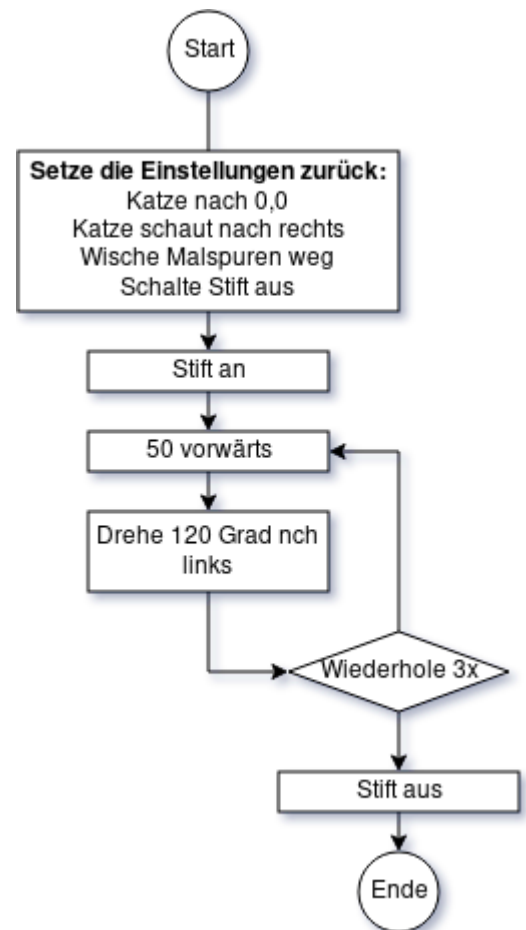 Start
Setze die Einstellungen zurück:
Katze nach 0,0
Katze schaut nach rechts
Wische Malspuren weg
Schalte Stift aus
Stift an
50 vorwärts
Drehe 120 Grad nch
links
Wiederhole 3x
Stift aus
Ende